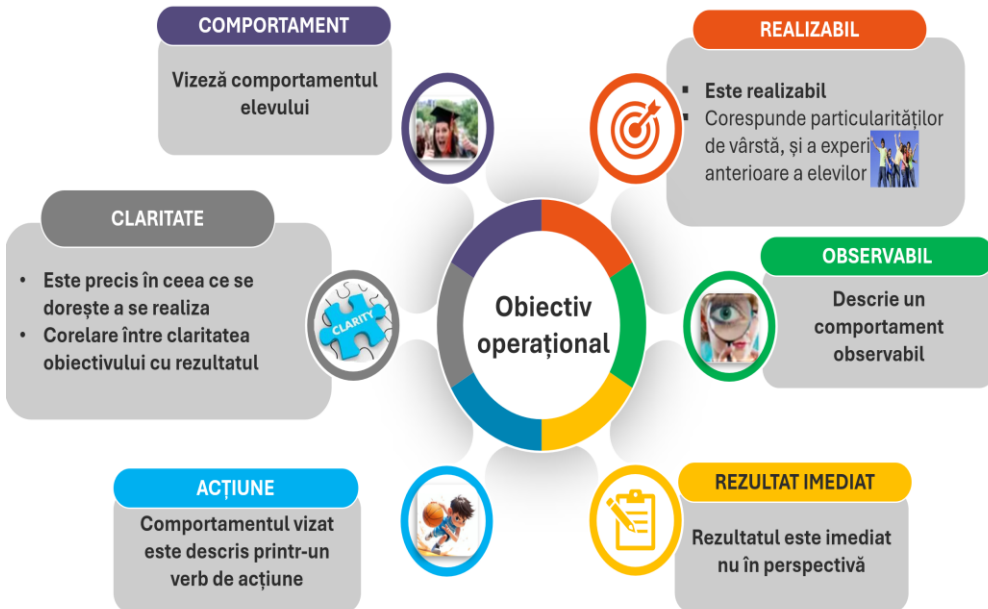 COMPORTAMENT
Vizeză comportamentul
elevului
REALIZABIL
▪ Este realizabil
▪ Corespunde particularităților
de vârstă, și a experi
anterioare a elevilor
CLARITATE
• Este precis în ceea ce se
dorește a se realiza
• Corelare între claritatea
obiectivului cu rezultatul
CLARITY
Obiectiv
operațional
OBSERVABIL
Descrie un
comportament
observabil
ACȚIUNE
Comportamentul vizat
este descris printr-un
verb de acțiune
REZULTAT IMEDIAT
Rezultatul este imediat
nu în perspectivă